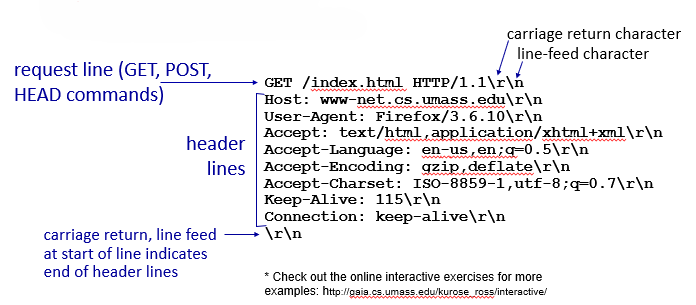 carriage return character
line-feed character
request line (GET, POST,
HEAD commands)
GET /index.html HTTP/1.1\r\n
Host: www-net.cs.umass.edu\r\n
User-Agent: Firefox/3.6.10\r\n
Accept: text/html,application/xhtml+xml\r\n
Accept-Language: en-us,en;q=0.5\r\n
Accept-Encoding: gzip,deflate\r\n
Accept-Charset: ISO-8859-1,utf-8;q=0.7\r\n
Keep-Alive: 115\r\n
Connection: keep-alive\r\n
\r\n
header
lines
carriage return, line feed
at start of line indicates
end of header lines
* Check out the online interactive exercises for more
examples: http://gaia.cs.umass.edu/kurose_ross/interactive/